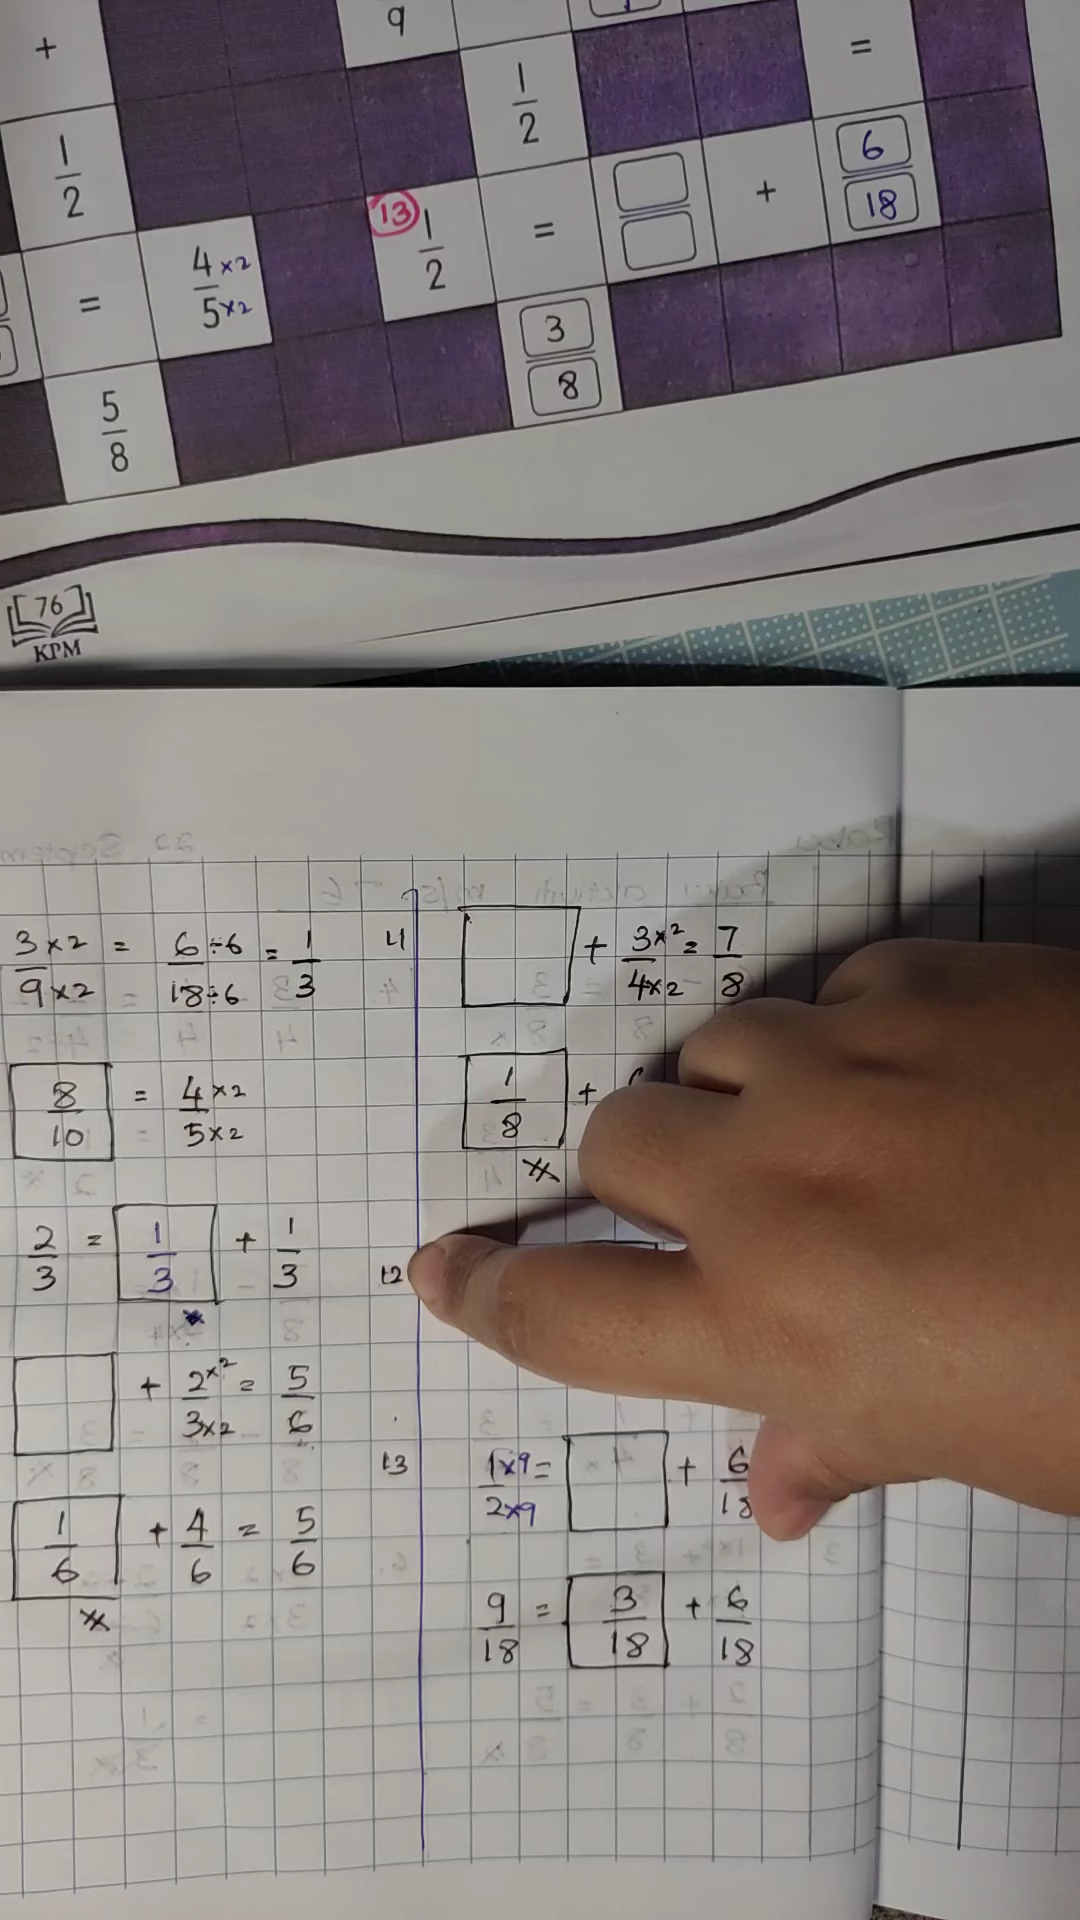 +
9
1/2
=
1/2
6/18
13
1/2 = +
= 4×2/5×2
3/8
5/8
76
KPM
3×2/9×2 = 6÷6/18÷6 = 1/3
8/10 = 4×2/5×2
2/3 = 1/3 + 1/3
+ 2×2/3×2 = 5/6
1/6 + 4/6 = 5/6
11 + 3×2/4×2 = 7/8
1/8 +
12
13 1×9/2×9 = + 6/18
9/18 = 3/18 + 6/18